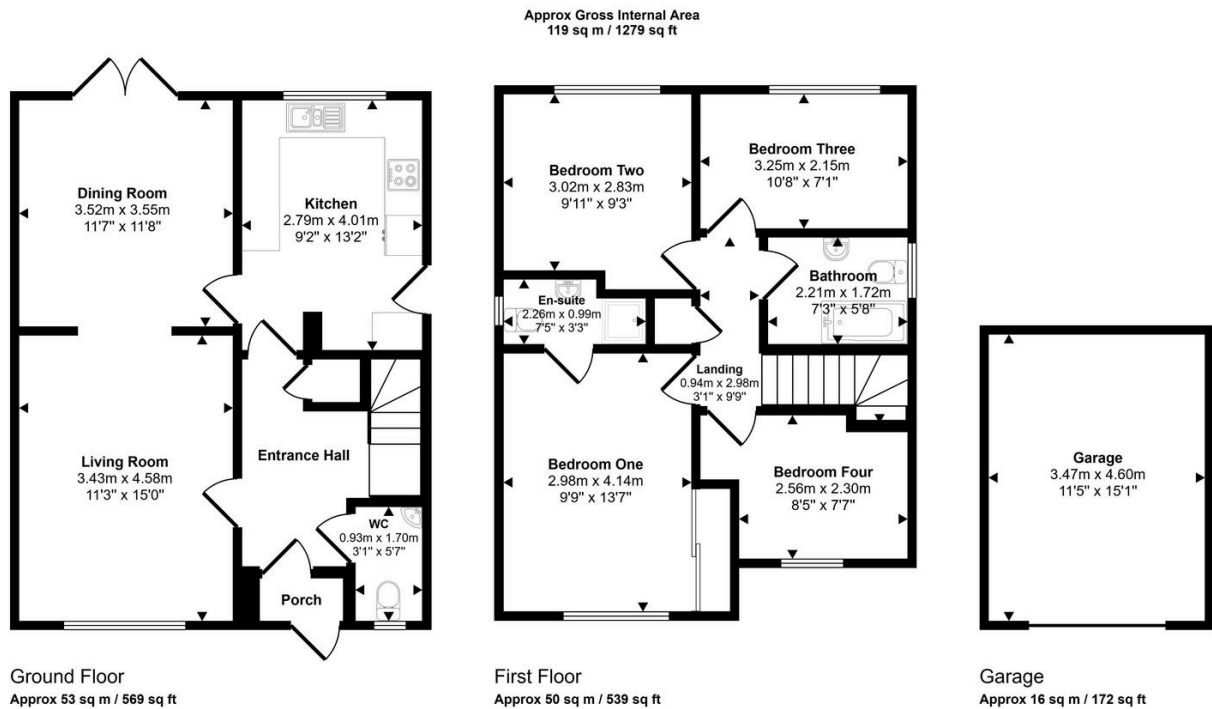 Approx Gross Internal Area
119 sq m / 1279 sq ft
Dining Room
3.52m x 3.55m
11'7" x 11'8"
Kitchen
2.79m x 4.01m
9'2" x 13'2"
Living Room
3.43m x 4.58m
11'3" x 15'0"
Entrance Hall
WC
0.93m x 1.70m
3'1" x 5'7"
Porch
Ground Floor
Approx 53 sq m / 569 sq ft
Bedroom Two
3.02m x 2.83m
9'11" x 9'3"
Bedroom Three
3.25m x 2.15m
10'8" x 7'1"
En-suite
2.26m x 0.99m
7'5" x 3'3"
Bathroom
2.21m x 1.72m
7'3" x 5'8"
Landing
0.94m x 2.98m
3'1" x 9'9"
Bedroom One
2.98m x 4.14m
9'9" x 13'7"
Bedroom Four
2.56m x 2.30m
8'5" x 7'7"
First Floor
Approx 50 sq m / 539 sq ft
Garage
3.47m x 4.60m
11'5" x 15'1"
Garage
Approx 16 sq m / 172 sq ft